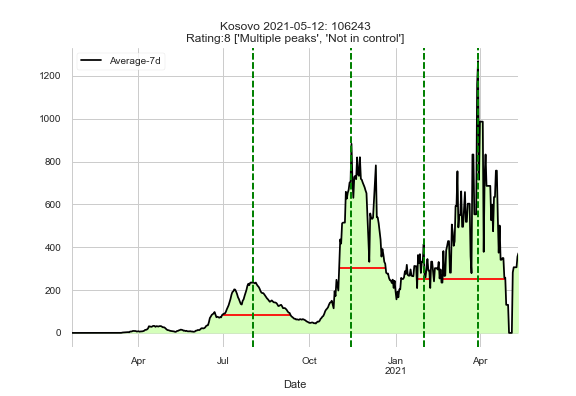 Kosovo 2021-05-12: 106243
Rating:8 ['Multiple peaks', 'Not in control']
Average-7d
1200
1000
800
600
400
200
0
Apr
Jul
Oct
Jan
2021
Apr
Date